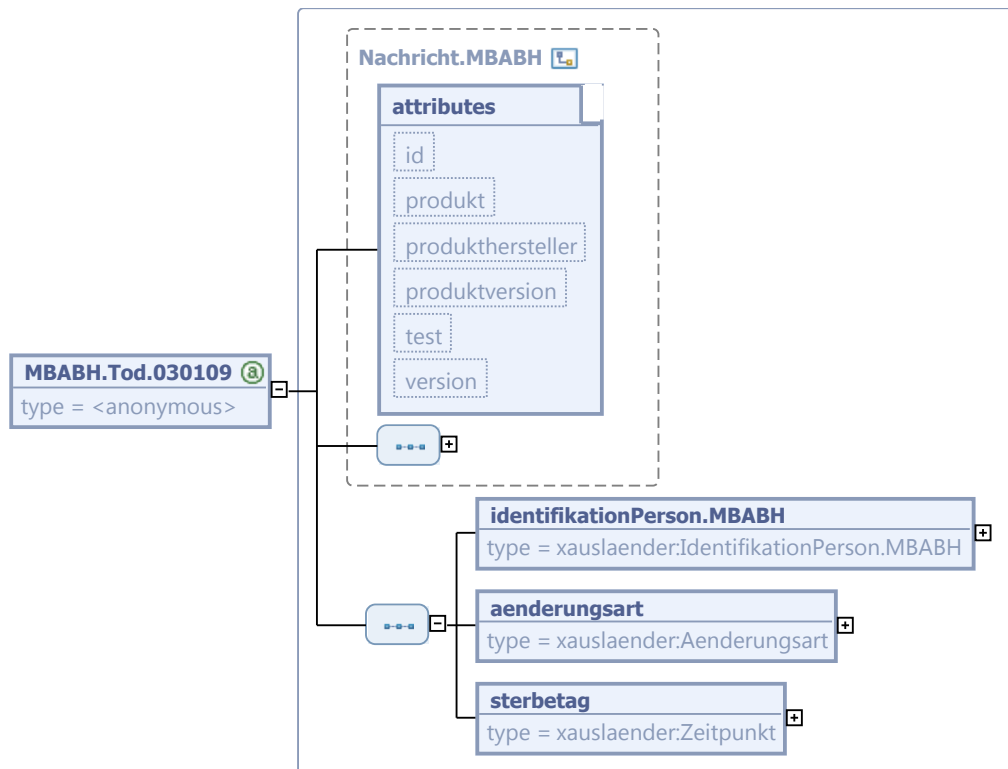 Nachricht.MBABH
attributes
id
produkt
produkthersteller
produktversion
test
version
MBABH.Tod.030109 a
type = <anonymous>
identifikationPerson.MBABH
type = xauslaender:IdentifikationPerson.MBABH
aenderungsart
type = xauslaender:Aenderungsart
sterbetag
type = xauslaender:Zeitpunkt